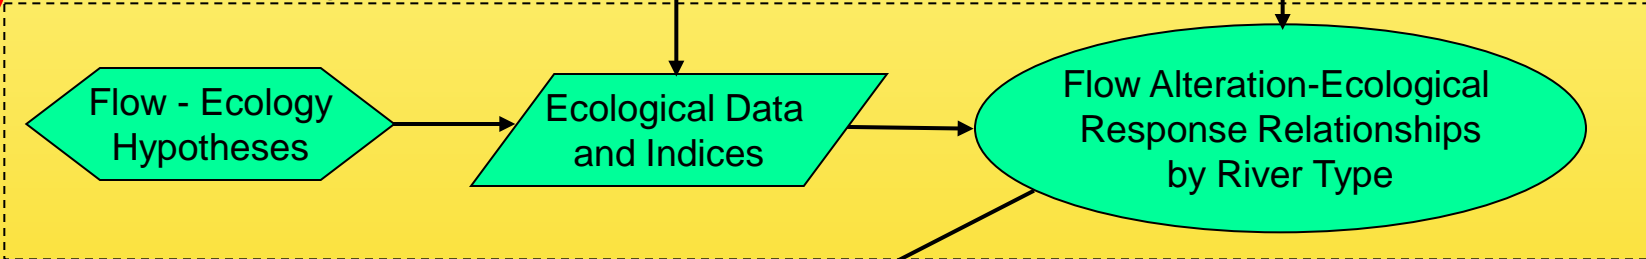 Flow - Ecology
Hypotheses
Ecological Data
and Indices
Flow Alteration-Ecological
Response Relationships
by River Type